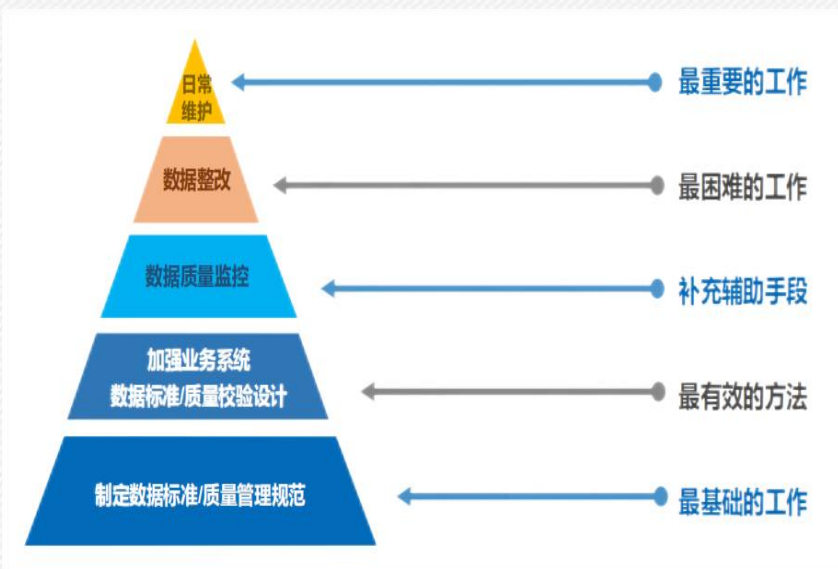 日常
维护
最重要的工作
数据整改
最困难的工作
数据质量监控
补充辅助手段
加强业务系统
数据标准/质量校验设计
最有效的方法
制定数据标准/质量管理规范
最基础的工作